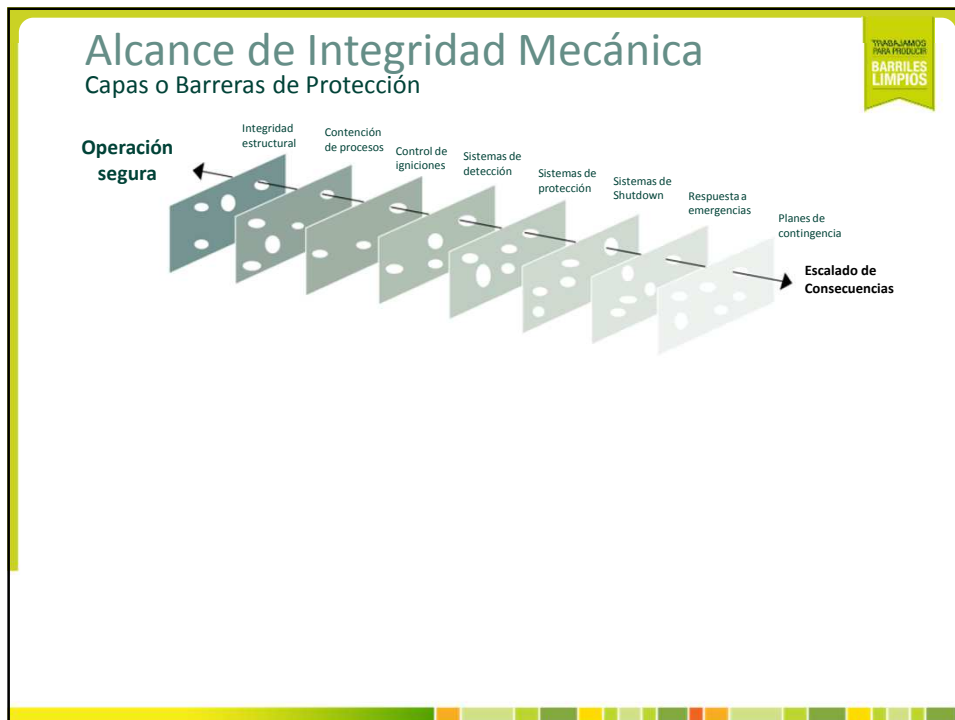 Alcance de Integridad Mecánica
Capas o Barreras de Protección
TRABAJAMOS
PARA PRODUCIR
BARRILES
LIMPIOS
Operación
segura
Integridad
estructural
Contención
de procesos
Control de
igniciones
Sistemas de
detección
Sistemas de
protección
Sistemas de
Shutdown
Respuesta a
emergencias
Planes de
contingencia
Escalado de
Consecuencias